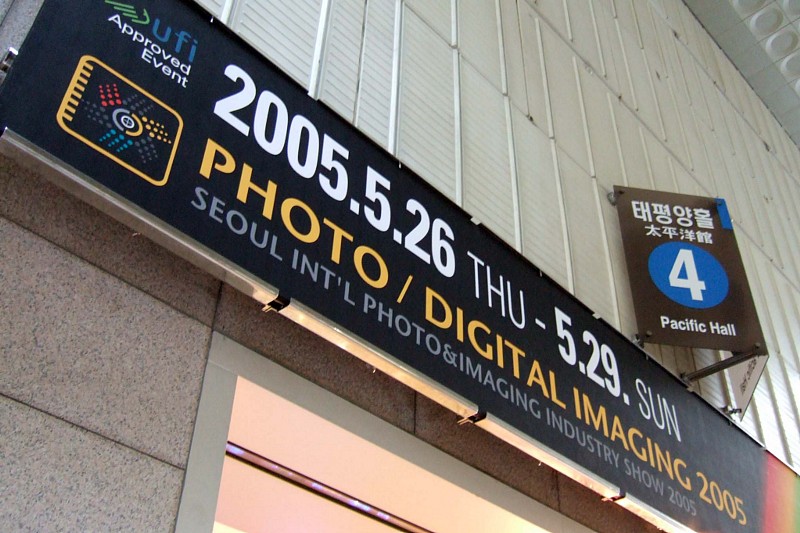 ufi
Approved
Event
2005.5.26 THU - 5.29. SUN
PHOTO / DIGITAL IMAGING 2005
SEOUL INT'L PHOTO&IMAGING INDUSTRY SHOW 2005
태평양홀
太平洋館
4
Pacific Hall